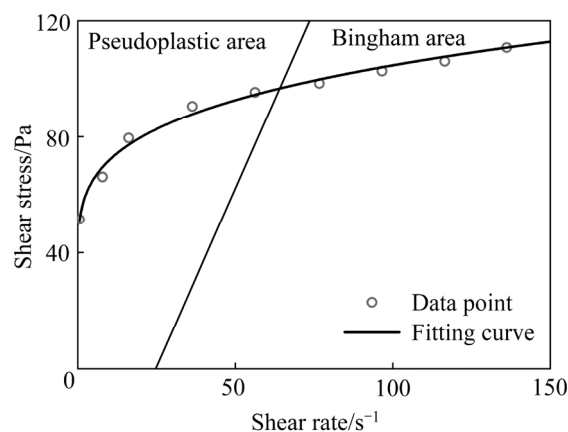 120
Pseudoplastic area
Bingham area
80
Shear stress/Pa
40
Data point
Fitting curve
0
50
100
150
Shear rate/s⁻¹